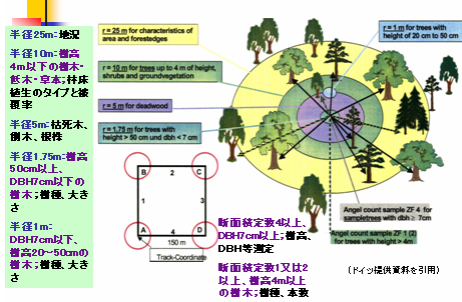 半径25m：地況
半径10m：樹高
4m以下の樹木・
低木・草本；林床
植生のタイプと被
覆率
半径5m：枯死木、
倒木、根株
半径1.75m：樹高
50cm以上、
DBH7cm以下の
樹木；樹種、大き
さ
半径1m：
DBH7cm以下、
樹高20～50cmの
樹木；樹種、大き
さ
r = 25 m for characteristics of
area and forestedges
r = 10 m for trees up to 4 m of height,
shrubs and groundvegetation
r = 5 m for deadwood
r = 1,75 m for trees with
height > 50 cm und dbh < 7 cm
r = 1 m for trees with
height of 20 cm to 50 cm
B
2
C
1
3
A
4
D
150 m
Track-Coordinate
Angel count sample ZF 4 for
sampletrees with dbh ≥ 7cm
Angel count sample ZF 1 (2)
for trees with height > 4m
断面積定数4以上、
DBH7cm以上；樹高、
DBH等測定
断面積定数1又は2
以上、樹高4m以上
の樹木；樹種、本数
（ドイツ提供資料を引用）